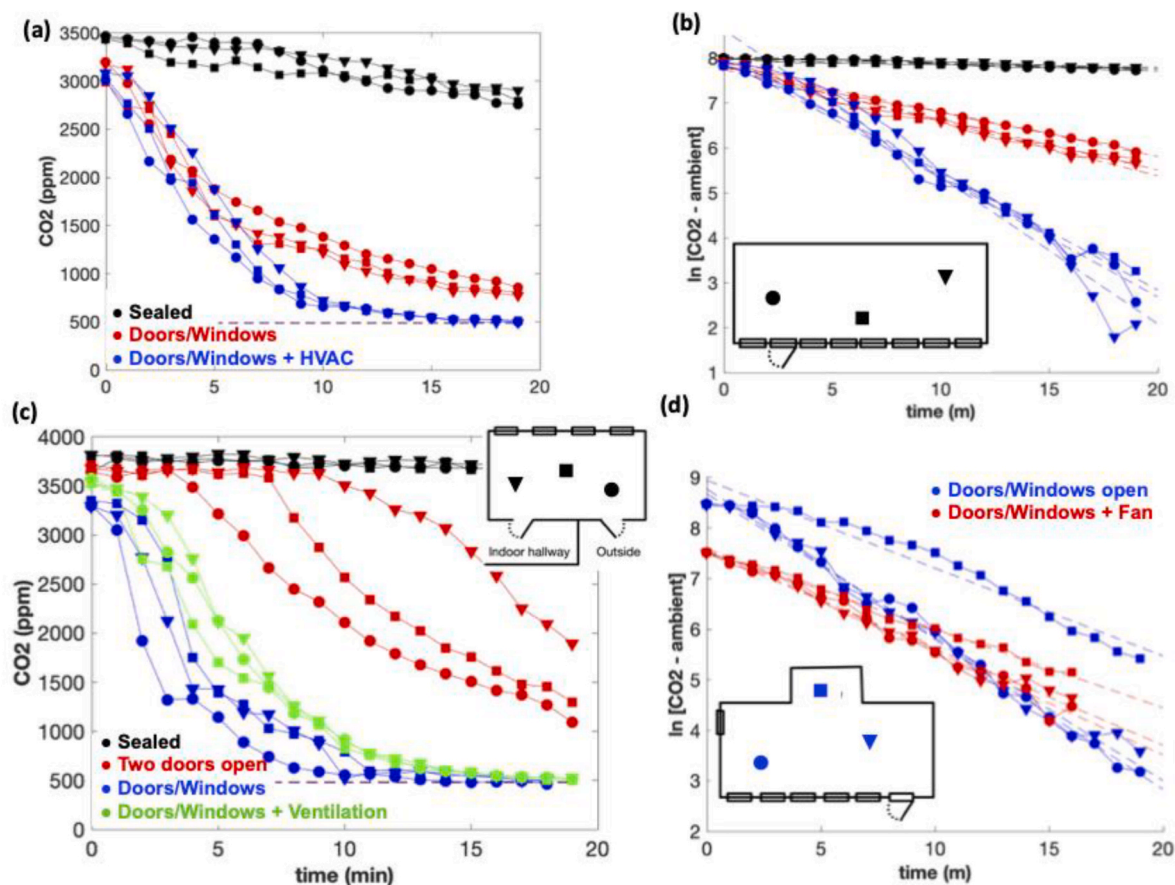 (a)
CO2 (ppm)
3500
3000
2500
2000
1500
1000
500
0
Sealed
Doors/Windows
Doors/Windows + HVAC
0 5 10 15 20
(b)
ln [CO2 - ambient]
8
7
6
5
4
3
2
1
0 5 10 15 20
time (m)
(c)
CO2 (ppm)
4000
3500
3000
2500
2000
1500
1000
500
0
Indoor hallway Outside
Sealed
Two doors open
Doors/Windows
Doors/Windows + Ventilation
0 5 10 15 20
time (min)
(d)
ln [CO2 - ambient]
9
8
7
6
5
4
3
2
Doors/Windows open
Doors/Windows + Fan
0 5 10 15 20
time (m)